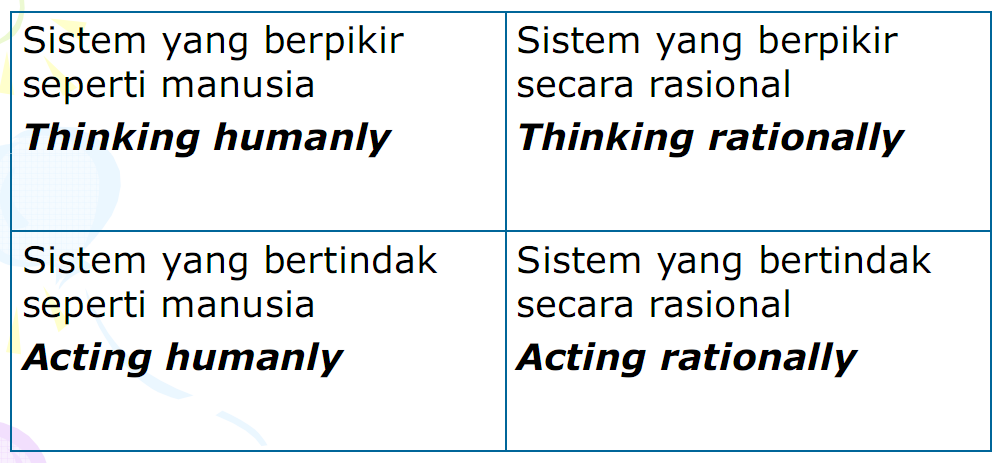 Sistem yang berpikir
seperti manusia
Thinking humanly
Sistem yang berpikir
secara rasional
Thinking rationally
Sistem yang bertindak
seperti manusia
Acting humanly
Sistem yang bertindak
secara rasional
Acting rationally